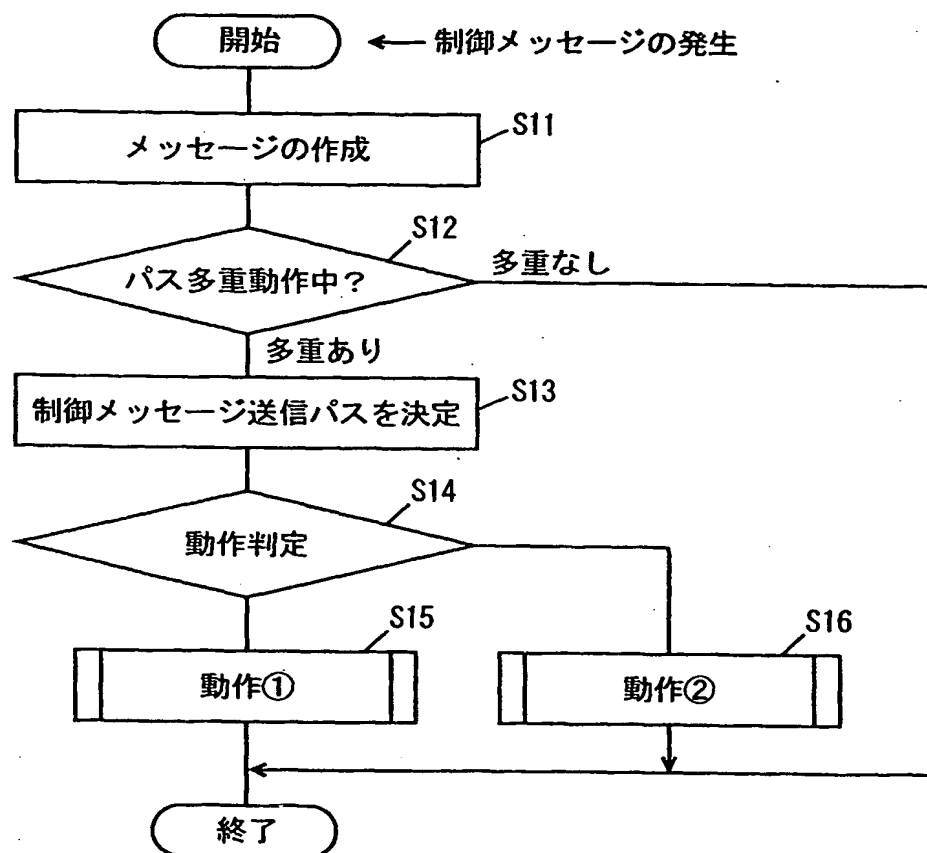 開始
← 制御メッセージの発生
S11
メッセージの作成
S12
パス多重動作中？
多重なし
多重あり
S13
制御メッセージ送信パスを決定
S14
動作判定
S15
動作①
S16
動作②
終了